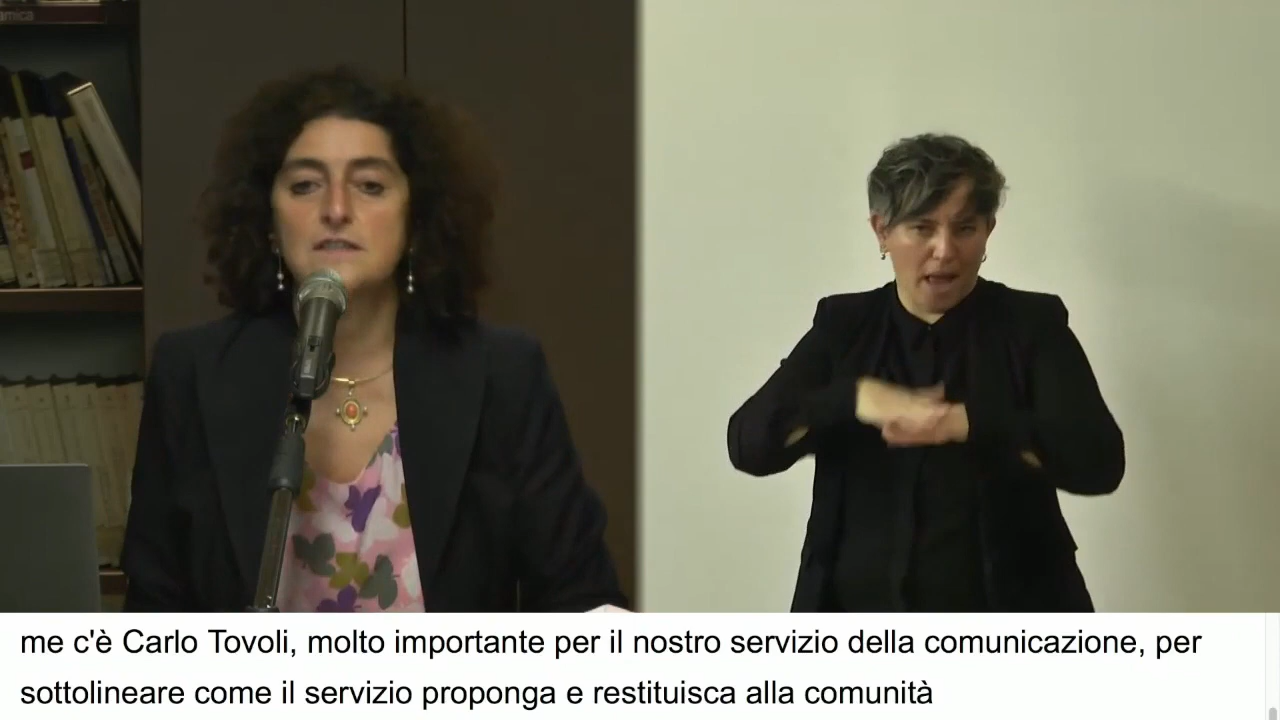 amica
me c'è Carlo Tovoli, molto importante per il nostro servizio della comunicazione, per
sottolineare come il servizio proponga e restituisca alla comunità